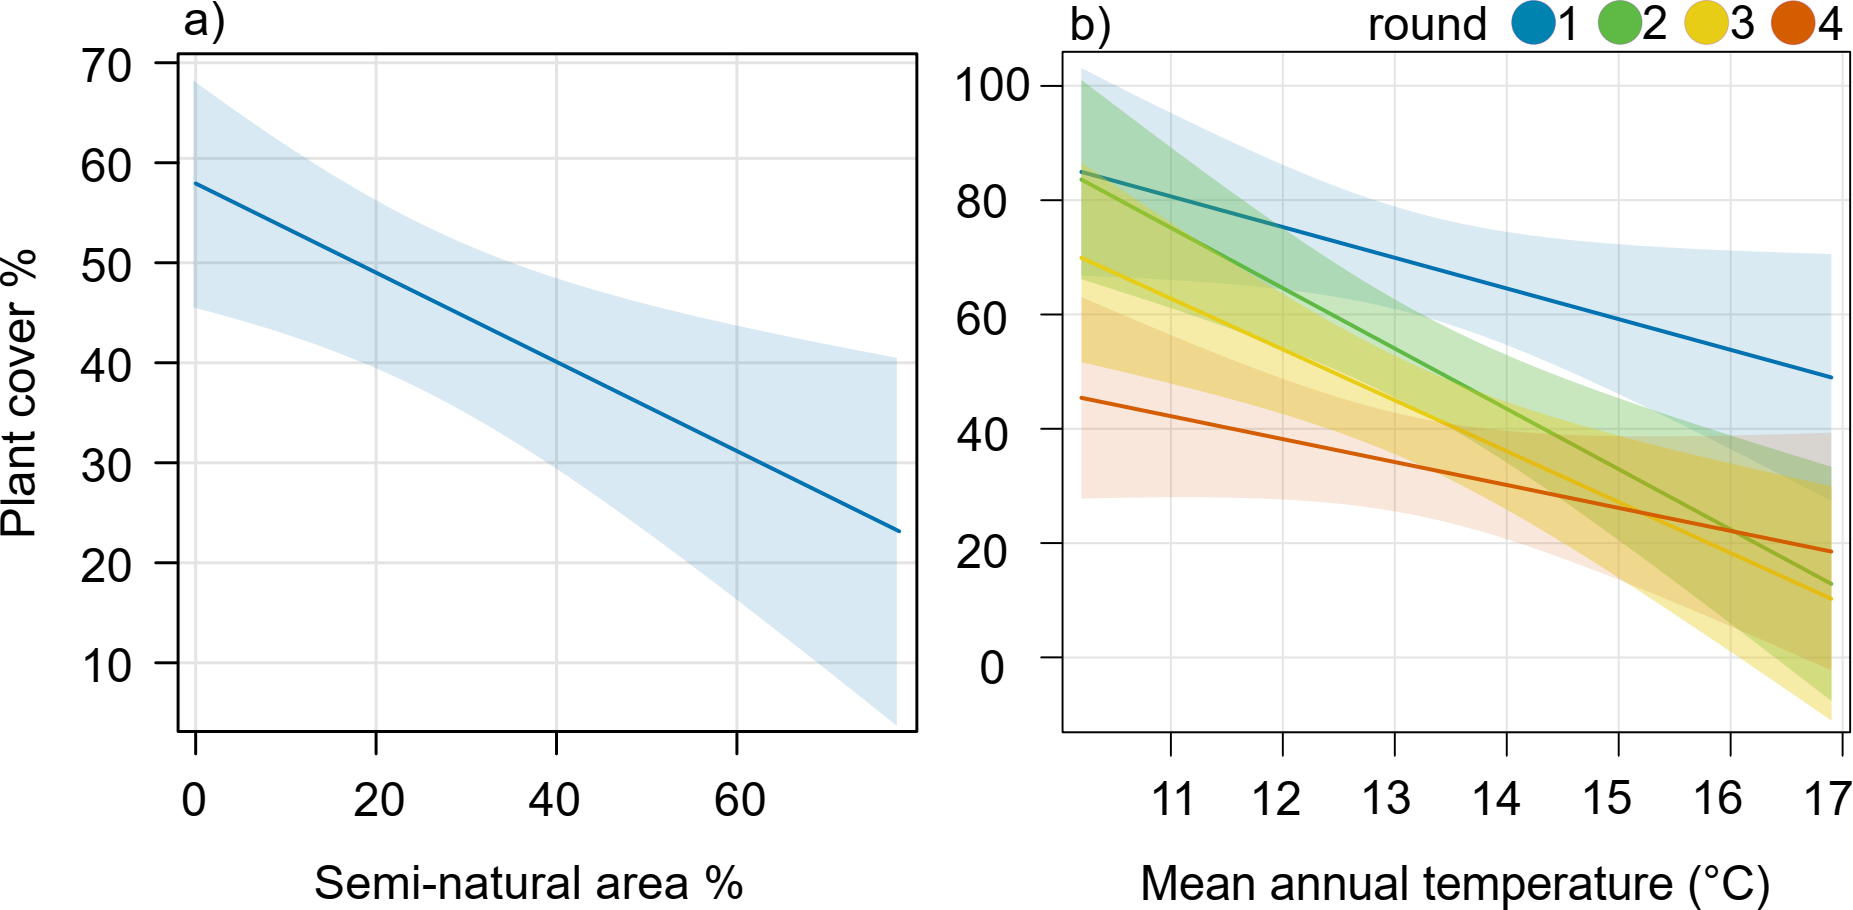 a)
Plant cover %
70
60
50
40
30
20
10
0 20 40 60
Semi-natural area %
b) round 1 2 3 4
100
80
60
40
20
0
11 12 13 14 15 16 17
Mean annual temperature (°C)